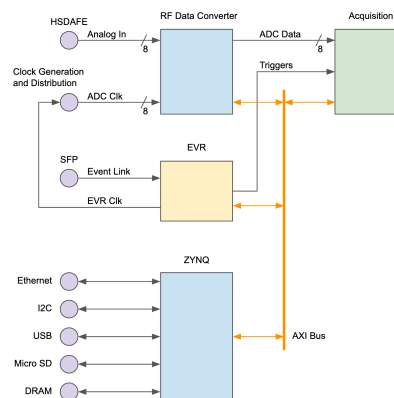 HSDAFE
RF Data Converter
Acquisition
Analog In
8
ADC Data
8
Triggers
Clock Generation
and Distribution
ADC Clk
8
EVR
SFP
Event Link
EVR Clk
ZYNQ
Ethernet
I2C
USB
AXI Bus
Micro SD
DRAM